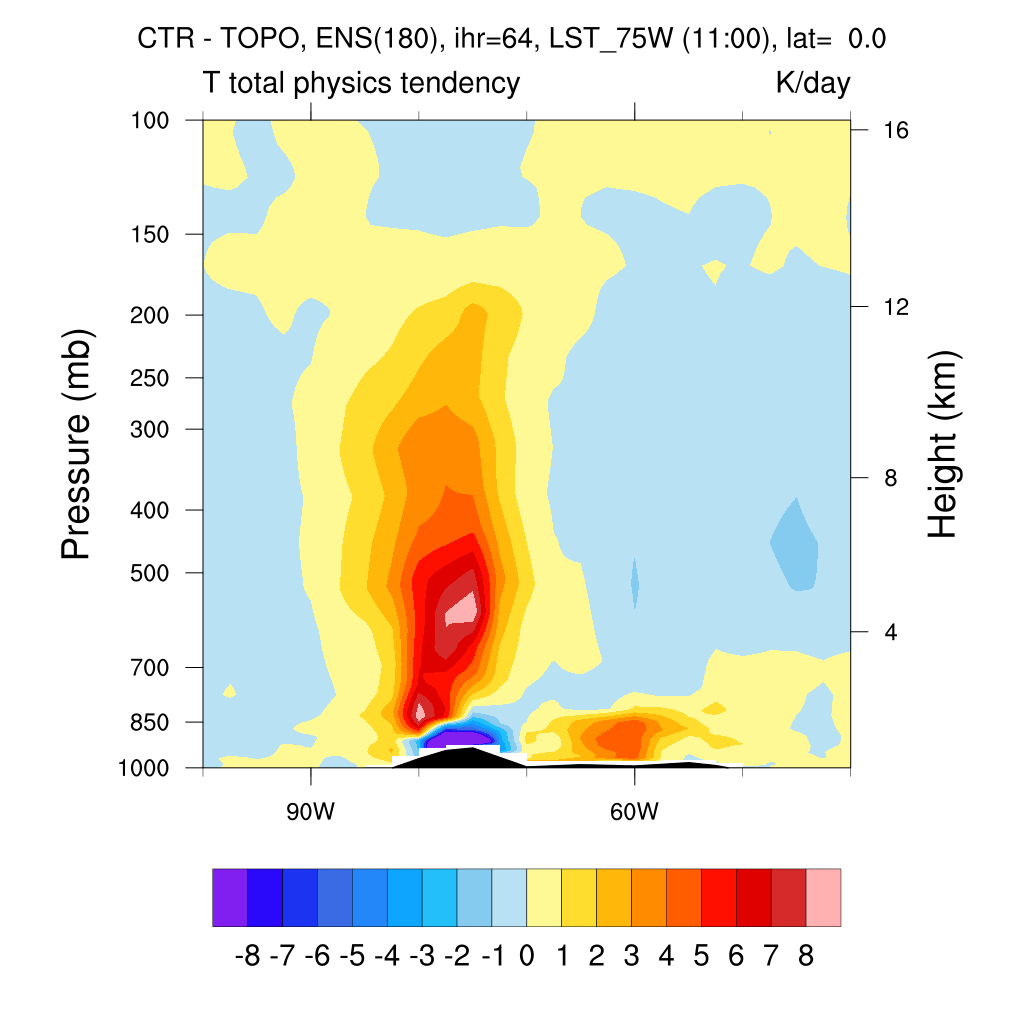 CTR - TOPO, ENS(180), ihr=64, LST_75W (11:00), lat=  0.0
T total physics tendency K/day
100
150
200
250
300
400
500
700
850
1000
Pressure (mb)
16
12
8
4
Height (km)
90W 60W
-8 -7 -6 -5 -4 -3 -2 -1 0 1 2 3 4 5 6 7 8